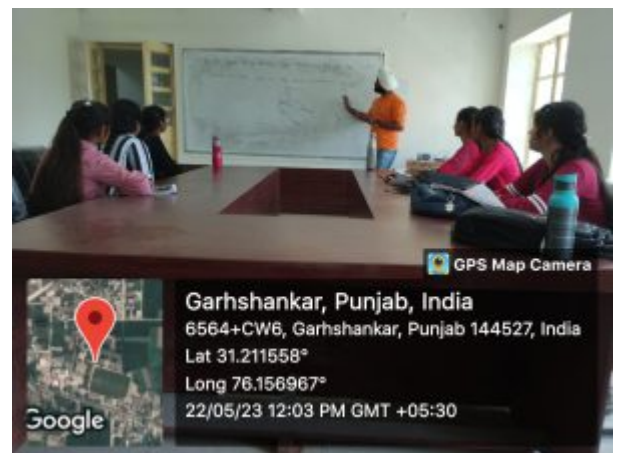 GPS Map Camera
Garhshankar, Punjab, India
6564+CW6, Garhshankar, Punjab 144527, India
Lat 31.211558°
Long 76.156967°
22/05/23 12:03 PM GMT +05:30
Google